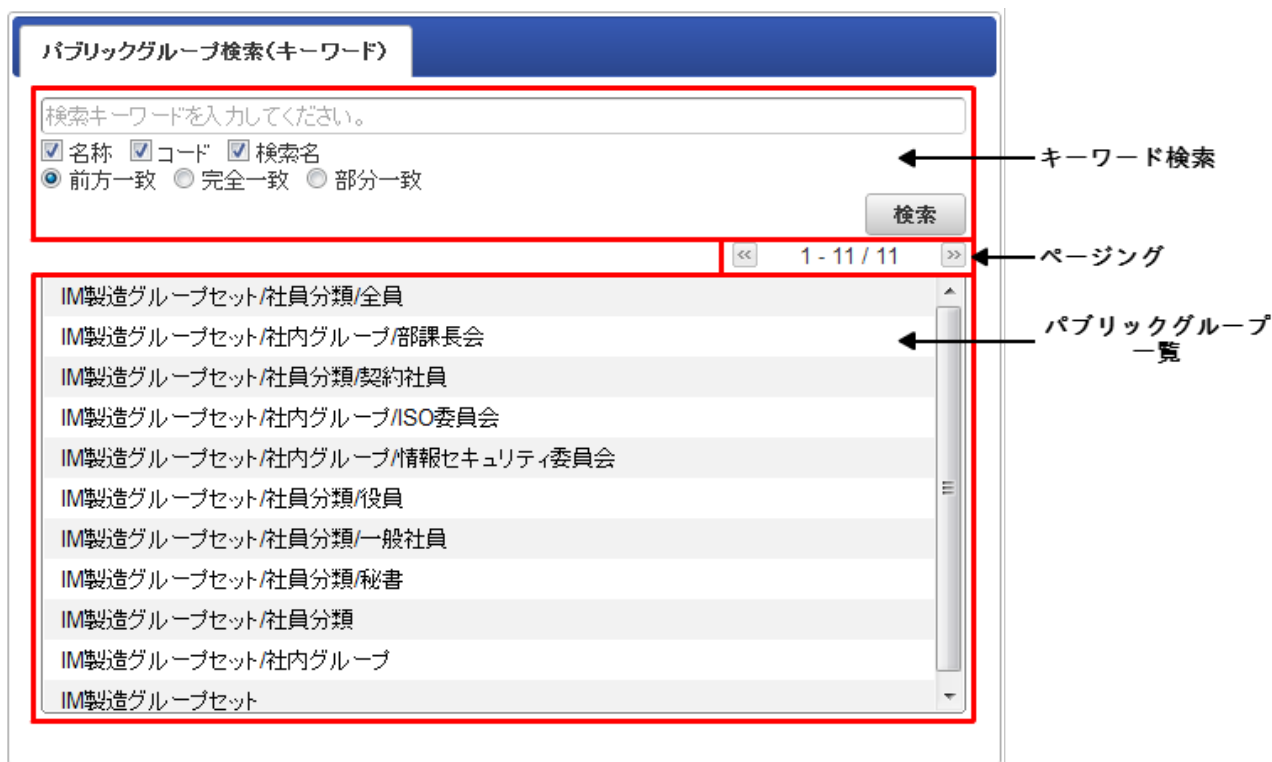 パブリックグループ検索(キーワード)
検索キーワードを入力してください。
名称 コード 検索名
前方一致 完全一致 部分一致
キーワード検索
検索
1 - 11 / 11
ページング
IM製造グループセット/社員分類/全員
IM製造グループセット/社内グループ/部課長会
パブリックグループ
一覧
IM製造グループセット/社員分類/契約社員
IM製造グループセット/社内グループ/ISO委員会
IM製造グループセット/社内グループ/情報セキュリティ委員会
IM製造グループセット/社員分類/役員
IM製造グループセット/社員分類/一般社員
IM製造グループセット/社員分類/秘書
IM製造グループセット/社員分類
IM製造グループセット/社内グループ
IM製造グループセット